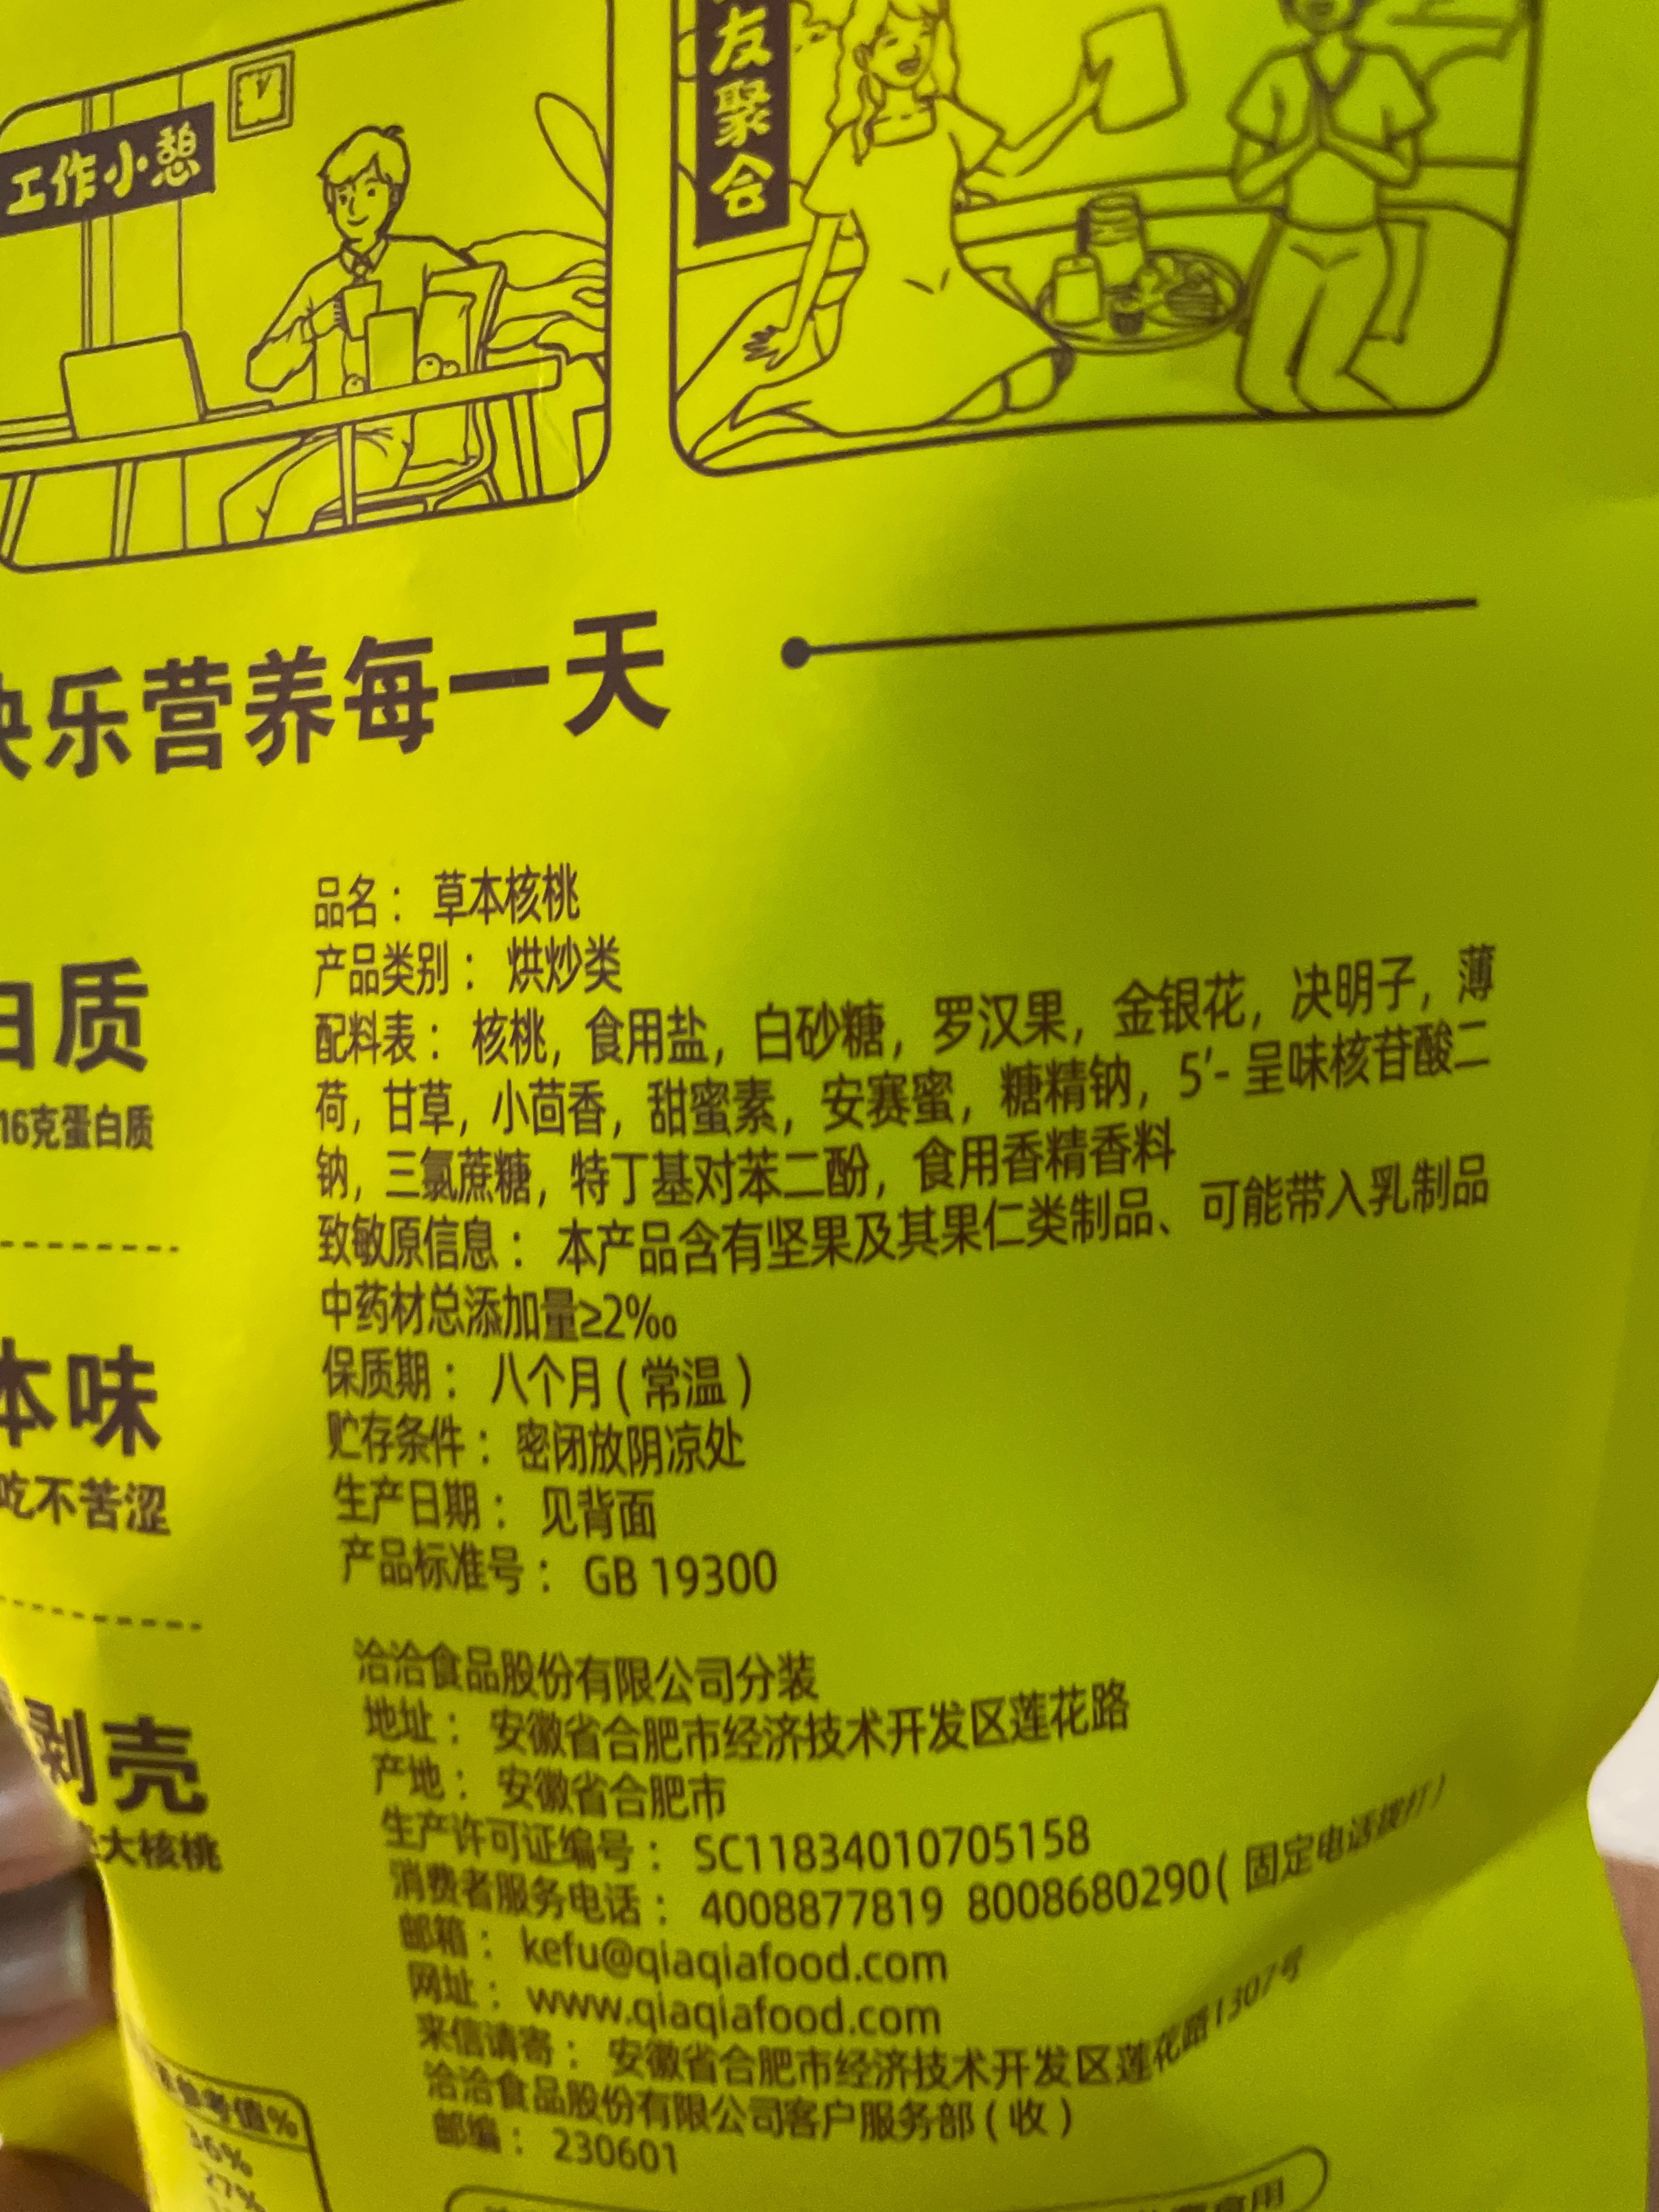 工作小憩
友聚会
快乐营养每一天
白质
16克蛋白质
本味
吃不苦涩
剥壳
大核桃
品名： 草本核桃
产品类别： 烘炒类
配料表： 核桃，食用盐，白砂糖，罗汉果，金银花，决明子，薄
荷，甘草，小茴香，甜蜜素，安赛蜜，糖精钠，5'- 呈味核苷酸二
钠，三氯蔗糖，特丁基对苯二酚，食用香精香料
致敏原信息： 本产品含有坚果及其果仁类制品、可能带入乳制品
中药材总添加量≥2‰
保质期： 八个月（常温）
贮存条件： 密闭放阴凉处
生产日期： 见背面
产品标准号： GB 19300
洽洽食品股份有限公司分装
地址： 安徽省合肥市经济技术开发区莲花路
产地： 安徽省合肥市
生产许可证编号： SC11834010705158
消费者服务电话： 4008877819 8008680290（固定电话拨打）
邮箱： kefu@qiaqiafood.com
网址： www.qiaqiafood.com
来信请寄： 安徽省合肥市经济技术开发区莲花路1307号
洽洽食品股份有限公司客户服务部（收）
邮编： 230601
参考值%
36%
27%
食用